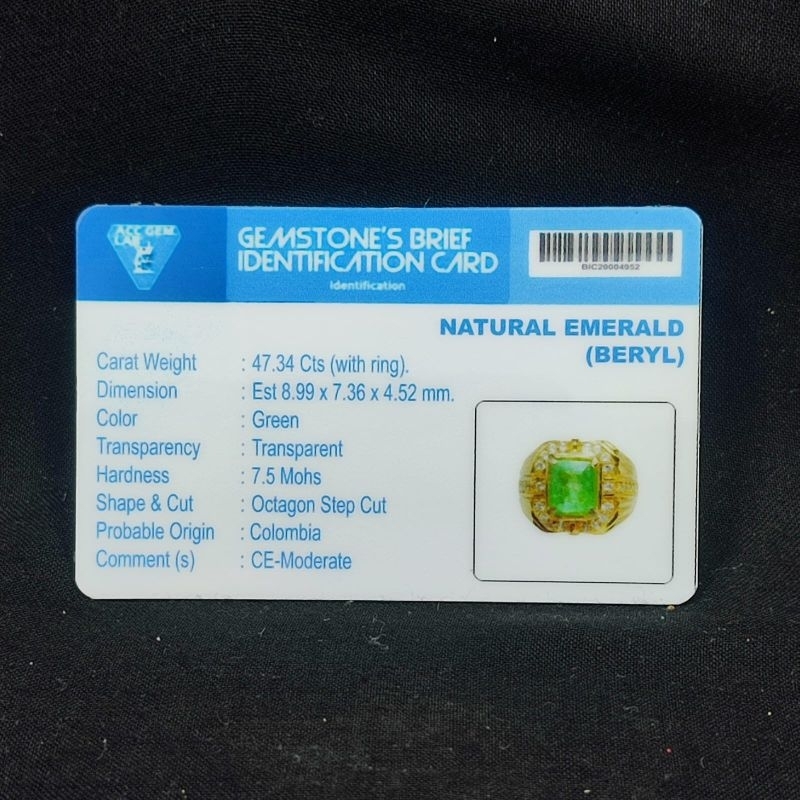 ACC GEM
LAB
GEMSTONE'S BRIEF
IDENTIFICATION CARD
Identification
BIC20004952
NATURAL EMERALD
(BERYL)
Carat Weight : 47.34 Cts (with ring).
Dimension : Est 8.99 x 7.36 x 4.52 mm.
Color : Green
Transparency : Transparent
Hardness : 7.5 Mohs
Shape & Cut : Octagon Step Cut
Probable Origin : Colombia
Comment (s) : CE-Moderate